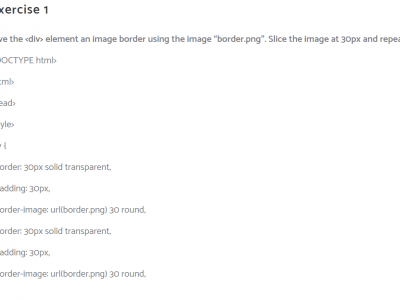 xercise 1
ve the <div> element an image border using the image “border.png”. Slice the image at 30px and repea
OCTYPE html>
tml>
ead>
yle>
v {
order: 30px solid transparent,
adding: 30px,
order-image: url(border.png) 30 round,
order: 30px solid transparent,
adding: 30px,
order-image: url(border.png) 30 round,